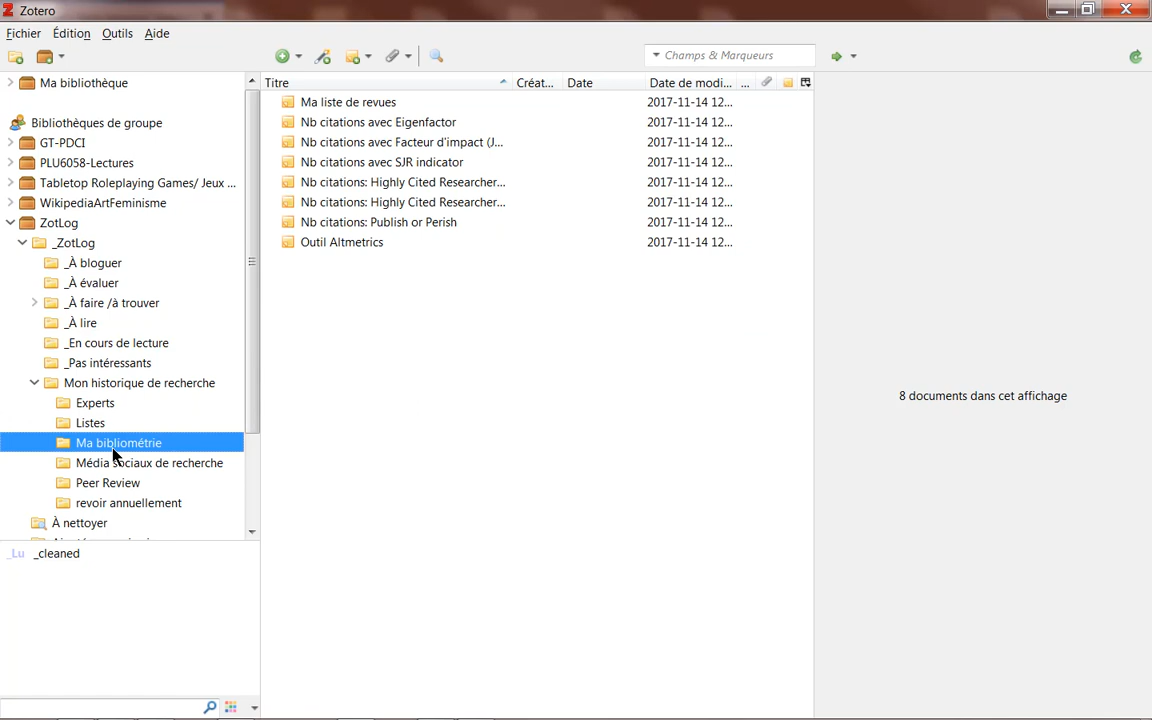 Zotero
Fichier Édition Outils Aide
Champs & Marqueurs
Ma bibliothèque
Bibliothèques de groupe
GT-PDCI
PLU6058-Lectures
Tabletop Roleplaying Games/ Jeux ...
WikipediaArtFeminisme
ZotLog
_ZotLog
_À bloguer
_À évaluer
_À faire /à trouver
_À lire
_En cours de lecture
_Pas intéressants
Mon historique de recherche
Experts
Listes
Ma bibliométrie
Média sociaux de recherche
Peer Review
revoir annuellement
À nettoyer
_Lu _cleaned
Titre Créat... Date Date de modi... ...
Ma liste de revues 2017-11-14 12...
Nb citations avec Eigenfactor 2017-11-14 12...
Nb citations avec Facteur d'impact (J... 2017-11-14 12...
Nb citations avec SJR indicator 2017-11-14 12...
Nb citations: Highly Cited Researcher... 2017-11-14 12...
Nb citations: Highly Cited Researcher... 2017-11-14 12...
Nb citations: Publish or Perish 2017-11-14 12...
Outil Altmetrics 2017-11-14 12...
8 documents dans cet affichage